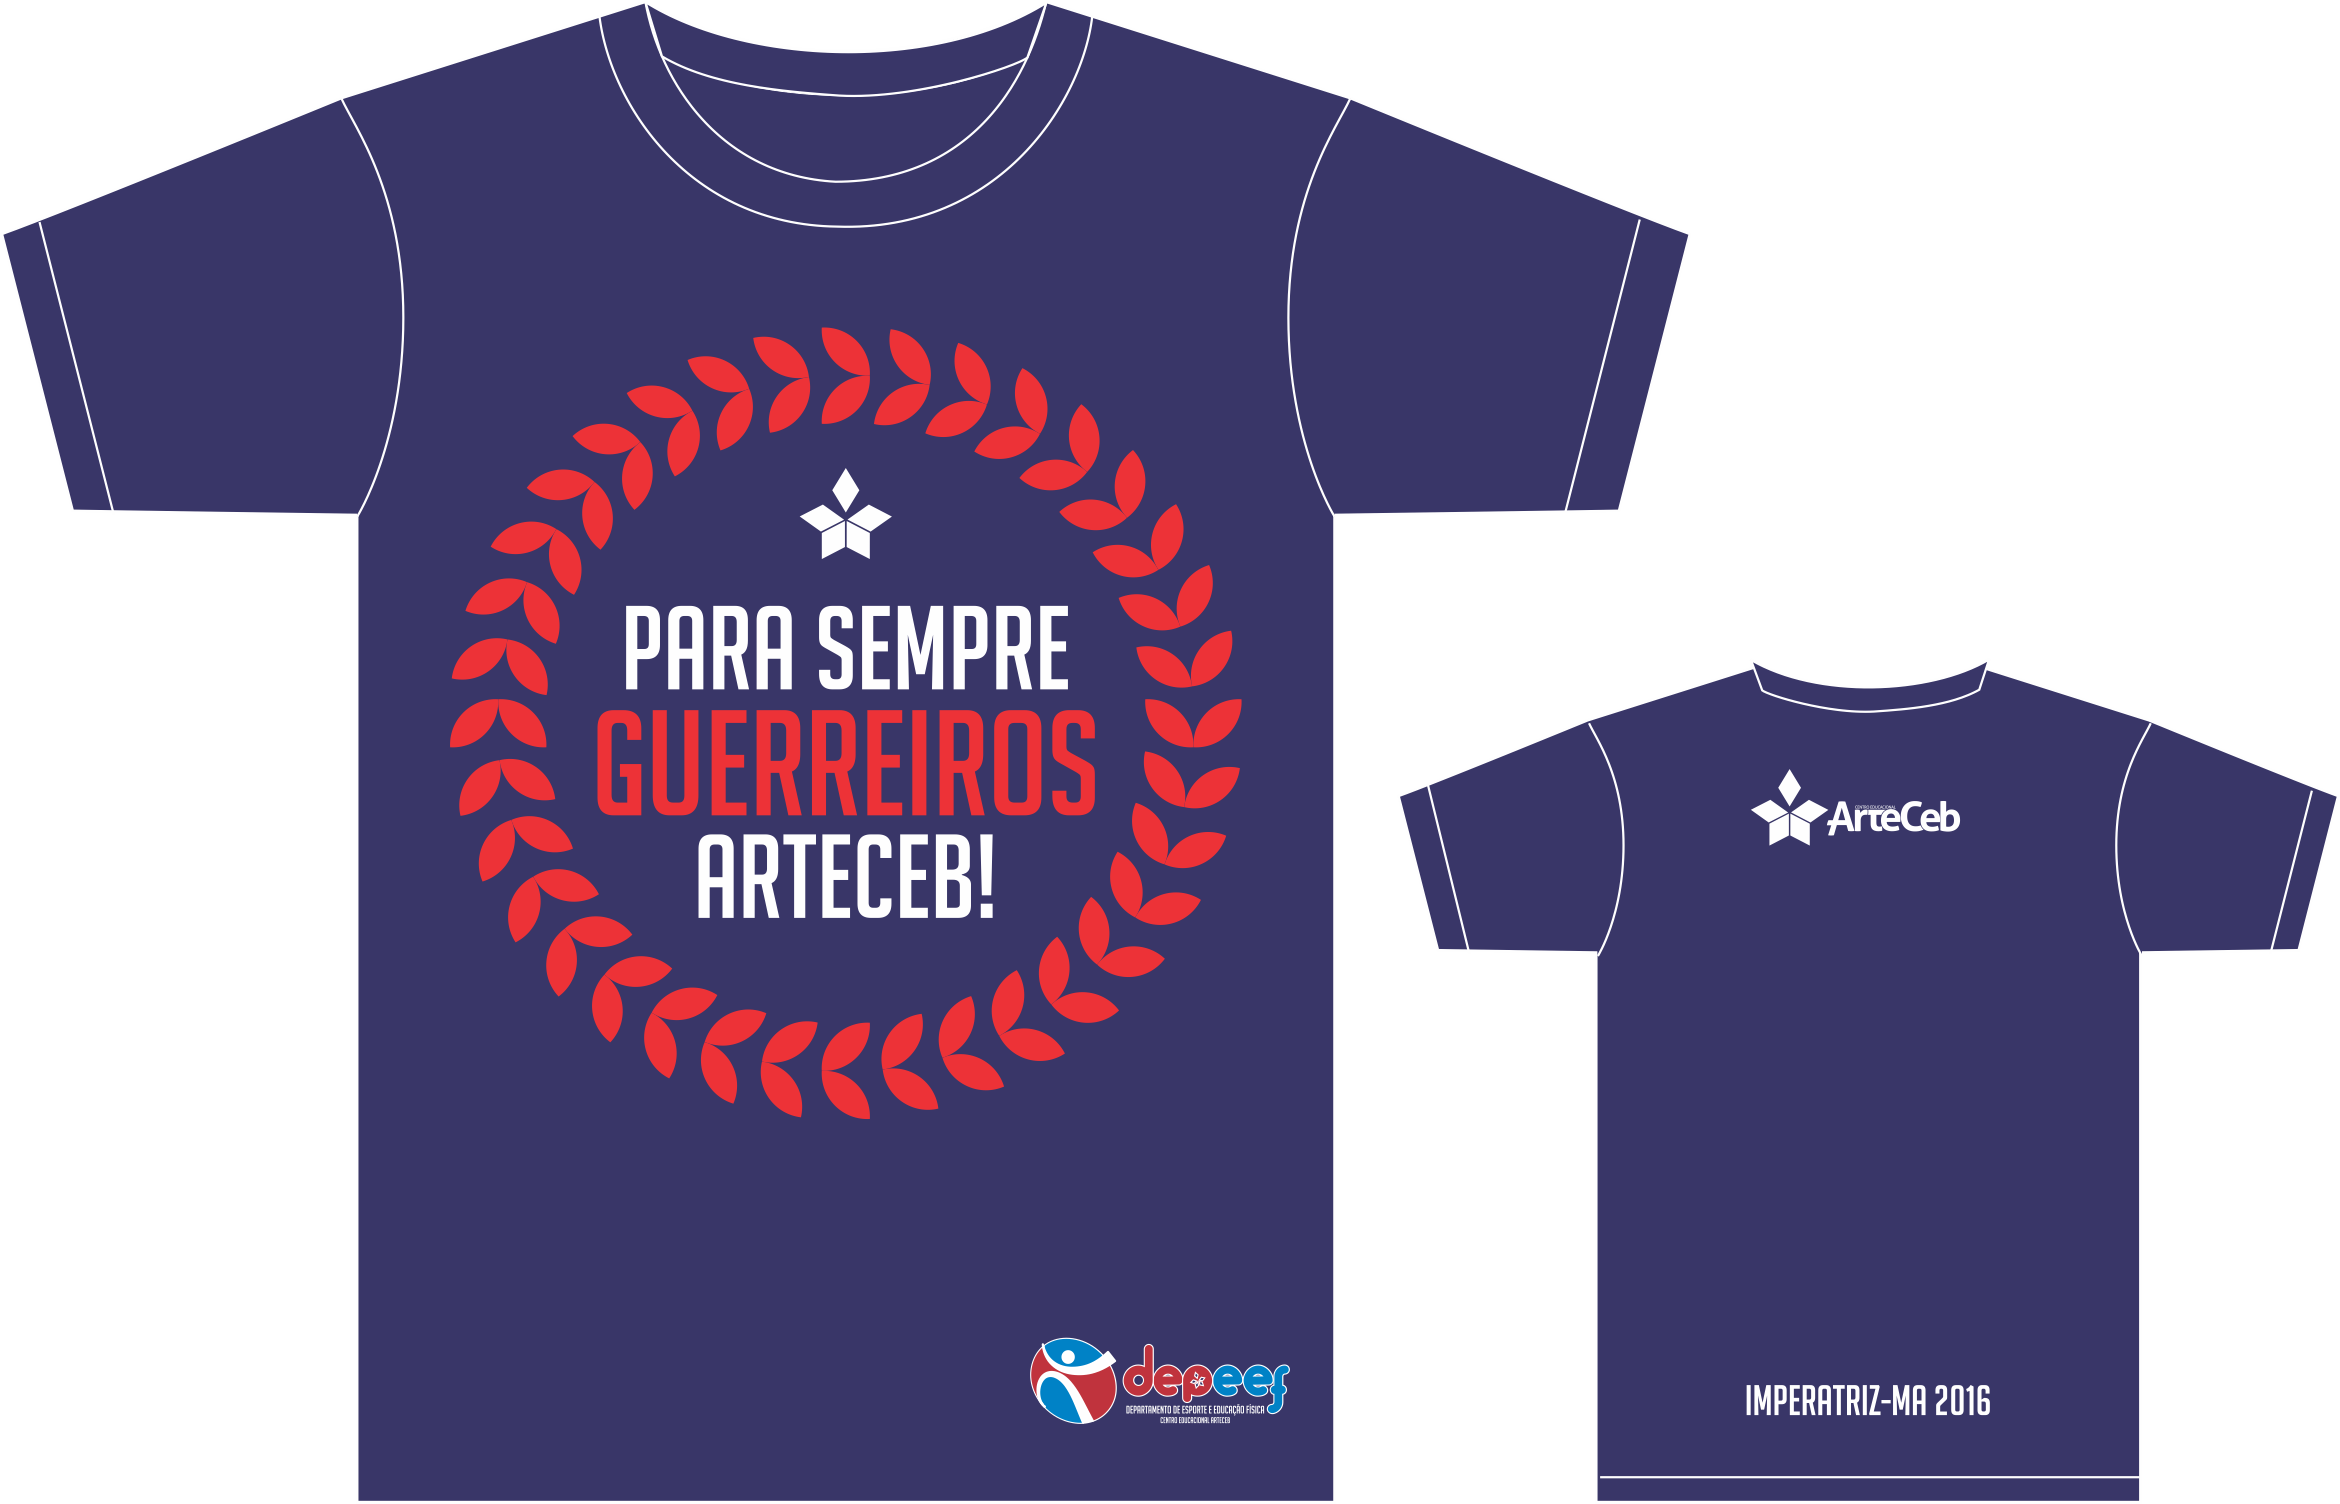 PARA SEMPRE
GUERREIROS
ARTECEB!
depeef
DEPARTAMENTO DE ESPORTE E EDUCAÇÃO FÍSICA
CENTRO EDUCACIONAL ARTECEB
CENTRO EDUCACIONAL
ArteCeb
IMPERATRIZ-MA 2016